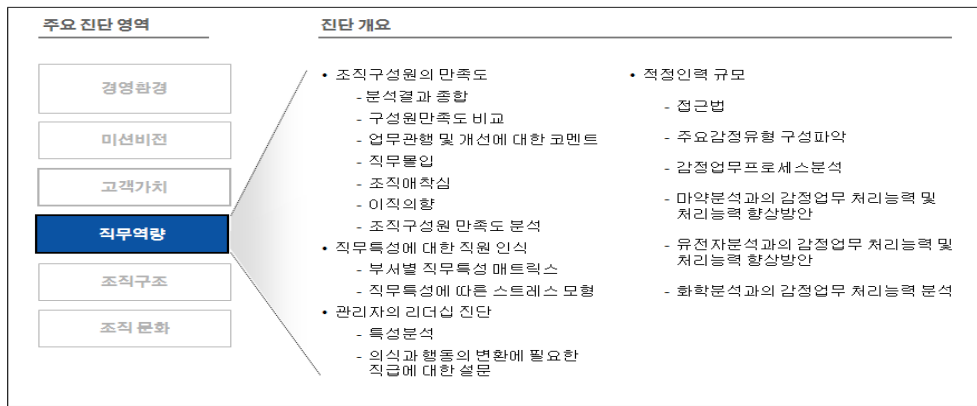 주요 진단 영역
진단 개요
경영환경
미션비전
고객가치
직무역량
조직구조
조직 문화
• 조직구성원의 만족도
- 분석결과 종합
- 구성원만족도 비교
- 업무관행 및 개선에 대한 코멘트
- 직무몰입
- 조직애착심
- 이직의향
- 조직구성원 만족도 분석
• 직무특성에 대한 직원 인식
- 부서별 직무특성 매트릭스
- 직무특성에 따른 스트레스 모형
• 관리자의 리더십 진단
- 특성분석
- 의식과 행동의 변환에 필요한
직급에 대한 설문
• 적정인력 규모
- 접근법
- 주요감정유형 구성파악
- 감정업무프로세스분석
- 마약분석과의 감정업무 처리능력 및
처리능력 향상방안
- 유전자분석과의 감정업무 처리능력 및
처리능력 향상방안
- 화학분석과의 감정업무 처리능력 분석